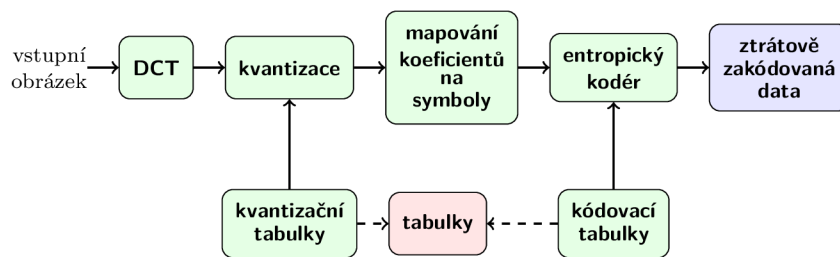 vstupní
obrázek
DCT
kvantizace
mapování
koeficientů
na
symboly
entropický
kodér
ztrátově
zakódovaná
data
kvantizační
tabulky
tabulky
kódovací
tabulky